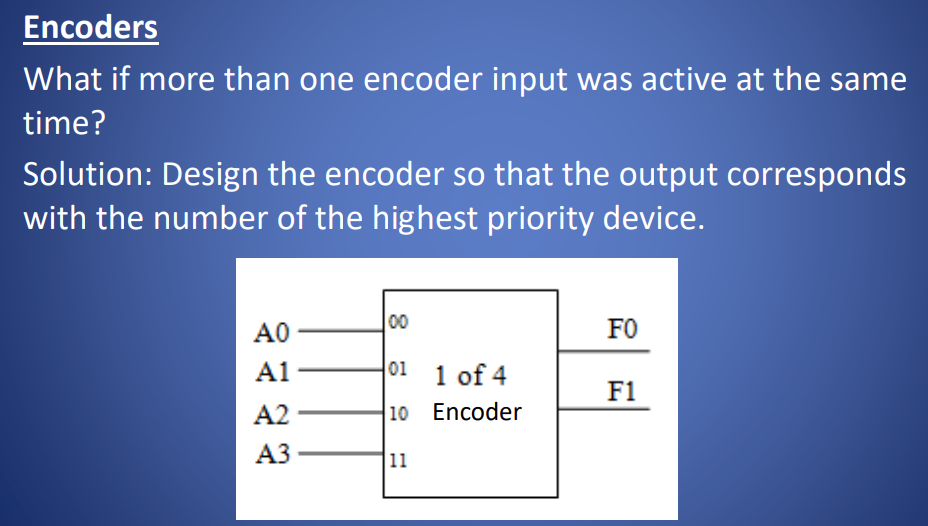 Encoders
What if more than one encoder input was active at the same
time?
Solution: Design the encoder so that the output corresponds
with the number of the highest priority device.
A0
00
F0
A1
01
1 of 4
F1
A2
10
Encoder
A3
11